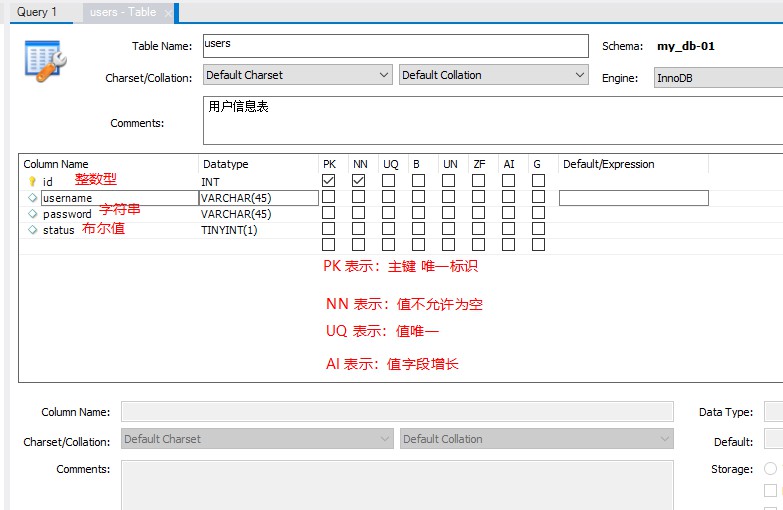 Query 1 users - Table
Table Name: users Schema: my_db-01
Charset/Collation: Default Charset Default Collation Engine: InnoDB
Comments: 用户信息表
Column Name Datatype PK NN UQ B UN ZF AI G Default/Expression
id 整数型 INT
username VARCHAR(45)
password 字符串 VARCHAR(45)
status 布尔值 TINYINT(1)
PK 表示：主键 唯一标识
NN 表示：值不允许为空
UQ 表示：值唯一
AI 表示：值字段增长
Column Name: Data Type:
Charset/Collation: Default Charset Default Collation Default:
Comments: Storage: